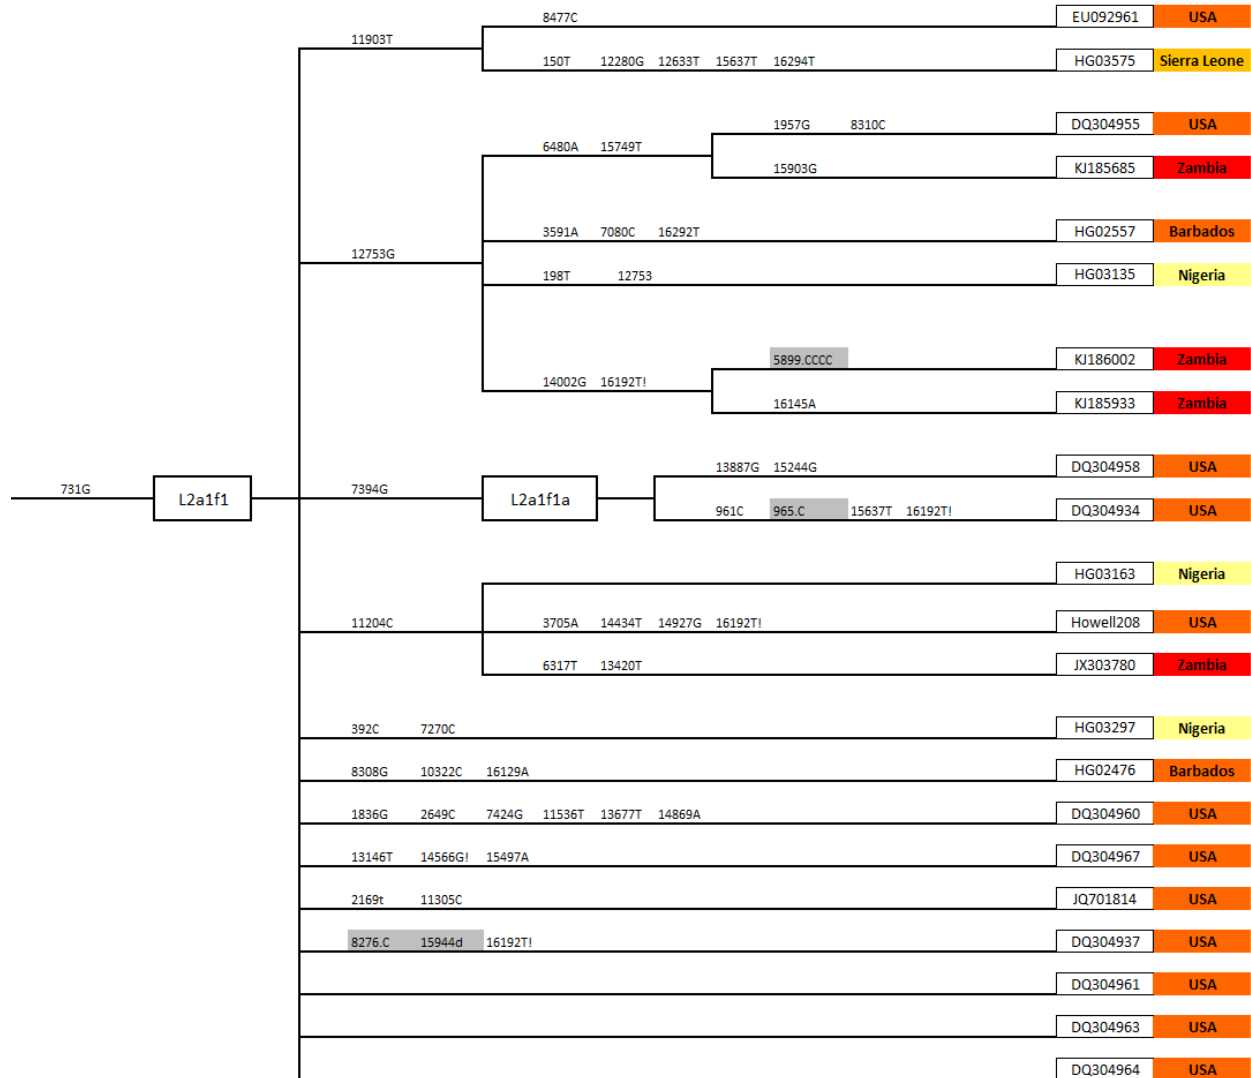 8477C EU092961 USA
11903T
150T 12280G 12633T 15637T 16294T HG03575 Sierra Leone
1957G 8310C DQ304955 USA
6480A 15749T
15903G KJ185685 Zambia
3591A 7080C 16292T HG02557 Barbados
12753G
198T 12753 HG03135 Nigeria
5899.CCCC KJ186002 Zambia
14002G 16192T!
16145A KJ185933 Zambia
13887G 15244G DQ304958 USA
731G L2a1f1 7394G L2a1f1a
961C 965.C 15637T 16192T! DQ304934 USA
HG03163 Nigeria
11204C 3705A 14434T 14927G 16192T! Howell208 USA
6317T 13420T JX303780 Zambia
392C 7270C HG03297 Nigeria
8308G 10322C 16129A HG02476 Barbados
1836G 2649C 7424G 11536T 13677T 14869A DQ304960 USA
13146T 14566G! 15497A DQ304967 USA
2169t 11305C JQ701814 USA
8276.C 15944d 16192T! DQ304937 USA
DQ304961 USA
DQ304963 USA
DQ304964 USA